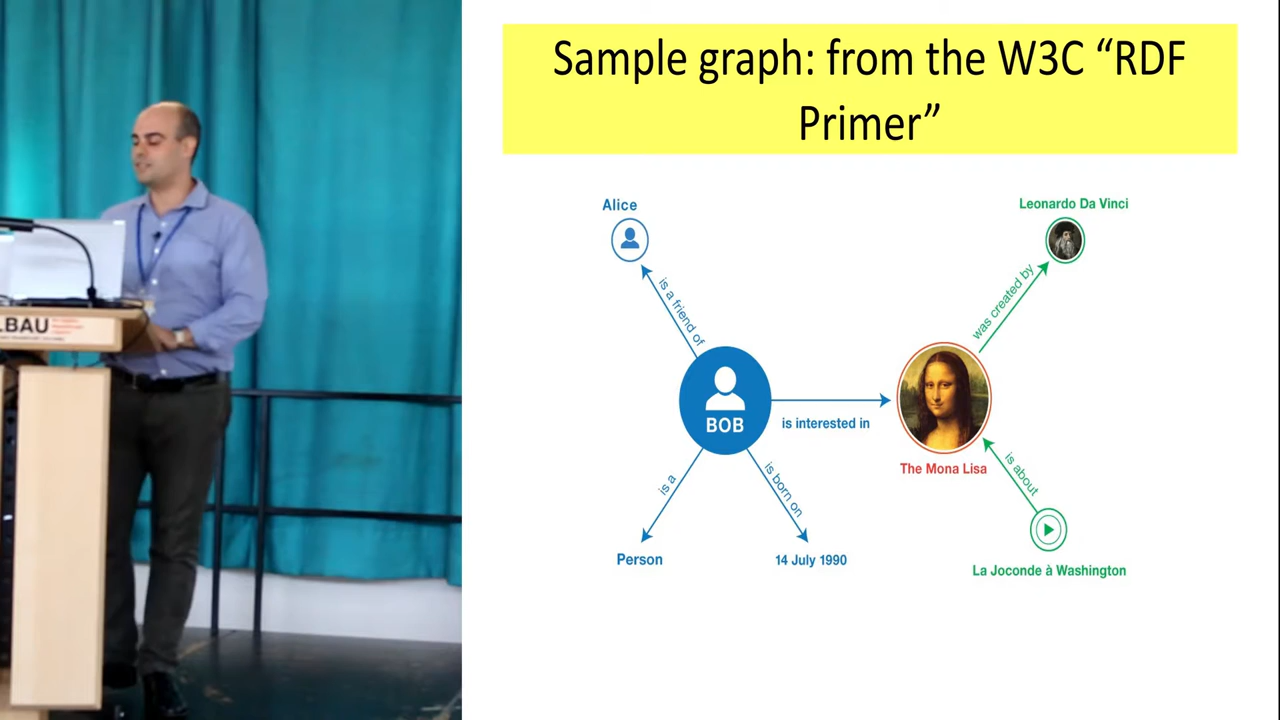 Sample graph: from the W3C “RDF
Primer”
Alice
Leonardo Da Vinci
is a friend of
was created by
BOB
is interested in
The Mona Lisa
is a
is born on
is about
Person
14 July 1990
La Joconde à Washington
LBAU